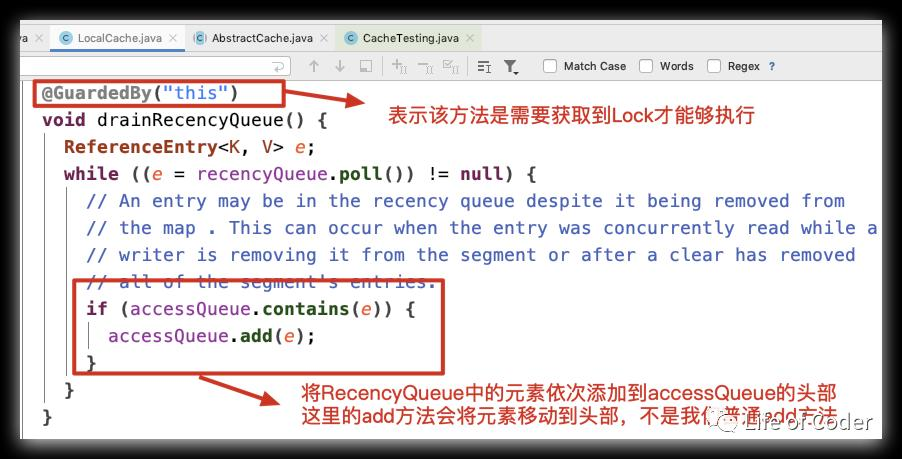 va
LocalCache.java
AbstractCache.java
CacheTesting.java
Match Case
Words
Regex
?
@GuardedBy("this")
表示该方法是需要获取到Lock才能够执行
void drainRecencyQueue() {
ReferenceEntry<K, V> e;
while ((e = recencyQueue.poll()) != null) {
// An entry may be in the recency queue despite it being removed from
// the map . This can occur when the entry was concurrently read while a
// writer is removing it from the segment or after a clear has removed
// all of the segment's entries.
if (accessQueue.contains(e)) {
accessQueue.add(e);
}
}
}
将RecencyQueue中的元素依次添加到accessQueue的头部
这里的add方法会将元素移动到头部，不是我们普通add方法
Life of Coder